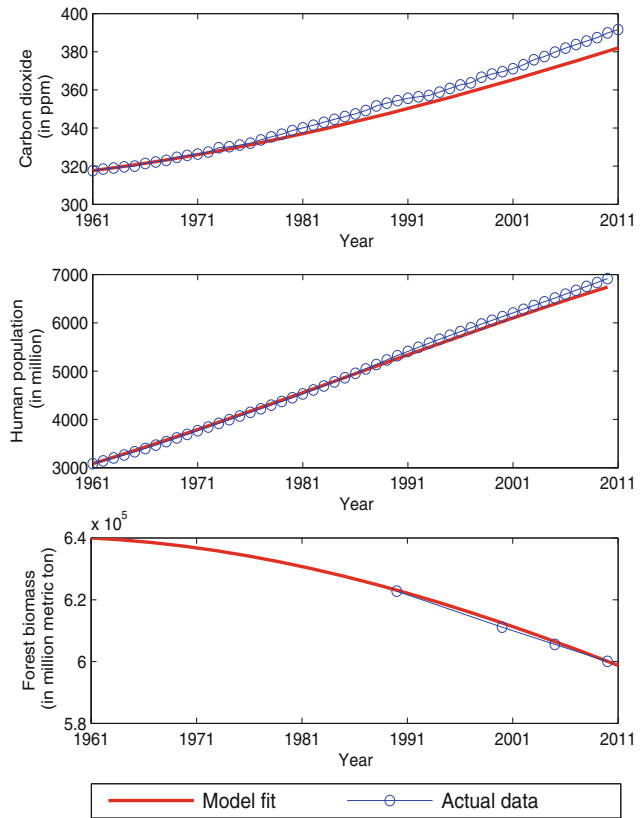 400
380
360
340
320
300
Carbon dioxide
(in ppm)
1961 1971 1981 1991 2001 2011
Year
7000
6000
5000
4000
3000
Human population
(in million)
1961 1971 1981 1991 2001 2011
Year
x 10^5
6.4
6.2
6
5.8
Forest biomass
(in million metric ton)
1961 1971 1981 1991 2001 2011
Year
Model fit Actual data